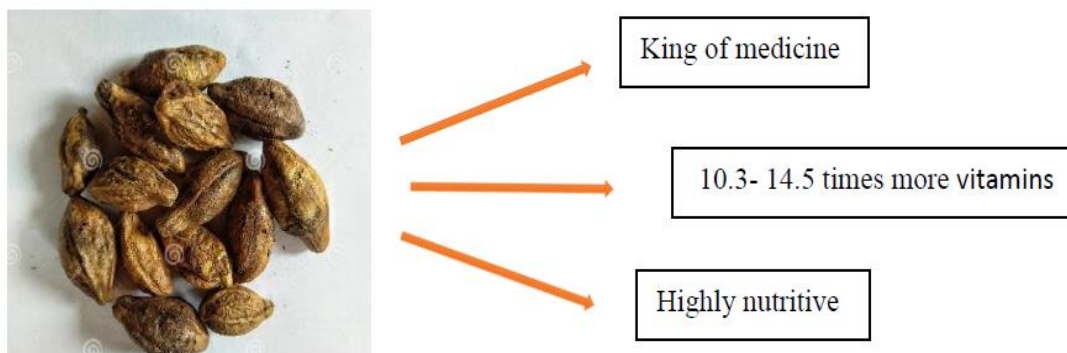 King of medicine
10.3- 14.5 times more vitamins
Highly nutritive